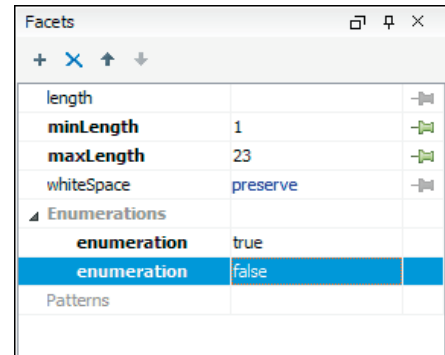 Facets
length
minLength 1
maxLength 23
whiteSpace preserve
Enumerations
enumeration true
enumeration false
Patterns